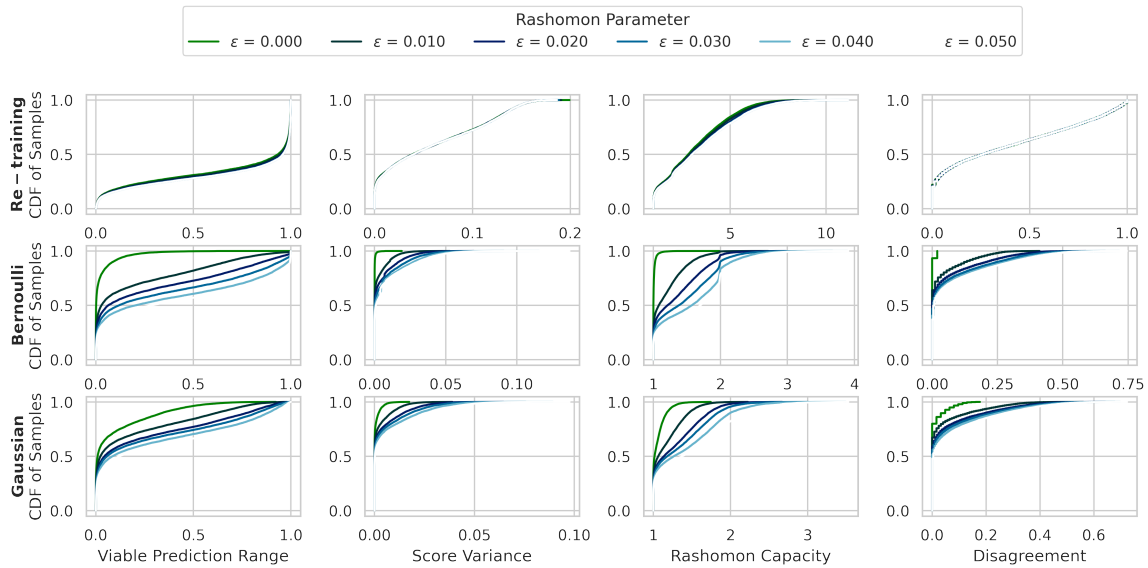 Rashomon Parameter
ε = 0.000 ε = 0.010 ε = 0.020 ε = 0.030 ε = 0.040 ε = 0.050
Re − training
CDF of Samples
1.0
0.5
0.0
0.0 0.5 1.0
1.0
0.5
0.0
0.0 0.1 0.2
1.0
0.5
0.0
5 10
1.0
0.5
0.0
0.0 0.5 1.0
Bernoulli
CDF of Samples
1.0
0.5
0.0
0.0 0.5 1.0
1.0
0.5
0.0
0.00 0.05 0.10
1.0
0.5
0.0
1 2 3 4
1.0
0.5
0.0
0.00 0.25 0.50 0.75
Gaussian
CDF of Samples
1.0
0.5
0.0
0.0 0.5 1.0
Viable Prediction Range
1.0
0.5
0.0
0.00 0.05 0.10
Score Variance
1.0
0.5
0.0
1 2 3
Rashomon Capacity
1.0
0.5
0.0
0.0 0.2 0.4 0.6
Disagreement